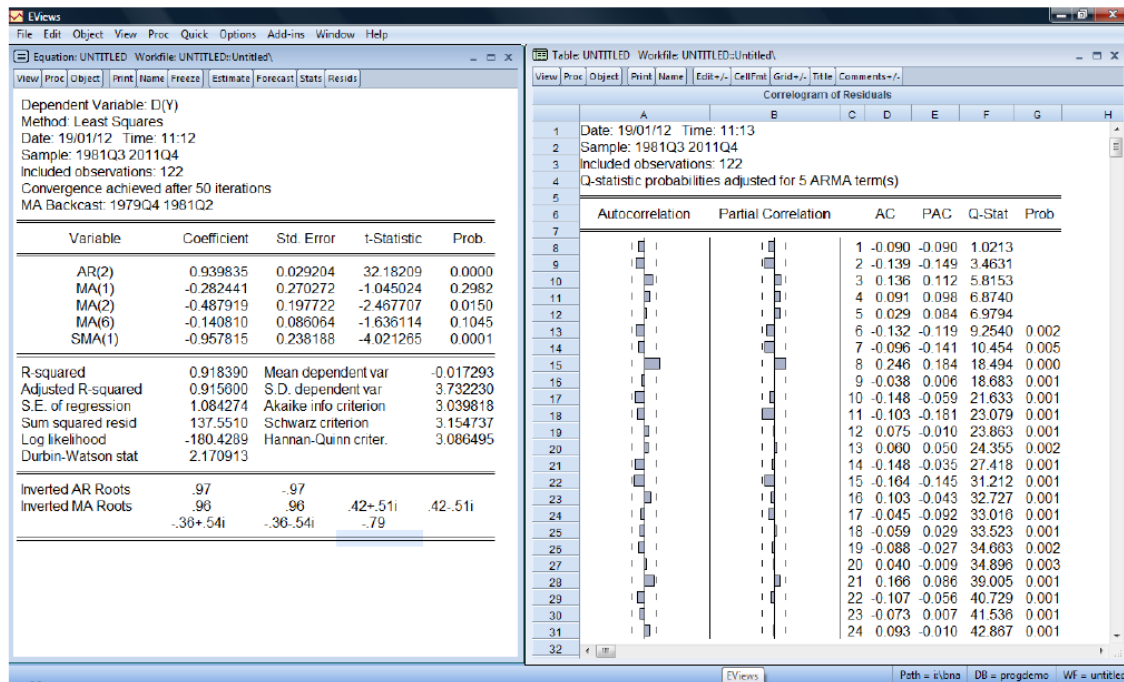 EViews
File Edit Object View Proc Quick Options Add-ins Window Help
Equation: UNTITLED Workfile: UNTITLED::Untitled\
View Proc Object Print Name Freeze Estimate Forecast Stats Resids
Dependent Variable: D(Y)
Method: Least Squares
Date: 19/01/12 Time: 11:12
Sample: 1981Q3 2011Q4
Included observations: 122
Convergence achieved after 50 iterations
MA Backcast: 1979Q4 1981Q2
Variable Coefficient Std. Error t-Statistic Prob.
AR(2) 0.939835 0.029204 32.18209 0.0000
MA(1) -0.282441 0.270272 -1.045024 0.2982
MA(2) -0.487919 0.197722 -2.467707 0.0150
MA(6) -0.140810 0.086064 -1.636114 0.1045
SMA(1) -0.957815 0.238188 -4.021265 0.0001
R-squared 0.918390 Mean dependent var -0.017293
Adjusted R-squared 0.915600 S.D. dependent var 3.732230
S.E. of regression 1.084274 Akaike info criterion 3.039818
Sum squared resid 137.5510 Schwarz criterion 3.154737
Log likelihood -180.4289 Hannan-Quinn criter. 3.086495
Durbin-Watson stat 2.170913
Inverted AR Roots .97 -.97
Inverted MA Roots .96 .96 .42+.51i .42-.51i
-.36+.54i -.36-.54i -.79
Table: UNTITLED Workfile: UNTITLED::Untitled\
View Proc Object Print Name Edit+/- CellFmt Grid+/- Title Comments+/-
Correlogram of Residuals
A B C D E F G H
1 Date: 19/01/12 Time: 11:13
2 Sample: 1981Q3 2011Q4
3 Included observations: 122
4 Q-statistic probabilities adjusted for 5 ARMA term(s)
5
6 Autocorrelation Partial Correlation AC PAC Q-Stat Prob
7
8 1 -0.090 -0.090 1.0213
9 2 -0.139 -0.149 3.4631
10 3 0.136 0.112 5.8153
11 4 0.091 0.098 6.8740
12 5 0.029 0.084 6.9794
13 6 -0.132 -0.119 9.2540 0.002
14 7 -0.096 -0.141 10.454 0.005
15 8 0.246 0.184 18.494 0.000
16 9 -0.038 0.006 18.683 0.001
17 10 -0.148 -0.059 21.633 0.001
18 11 -0.103 -0.181 23.079 0.001
19 12 0.075 -0.010 23.863 0.001
20 13 0.060 0.050 24.355 0.002
21 14 -0.148 -0.035 27.418 0.001
22 15 -0.164 -0.145 31.212 0.001
23 16 0.103 -0.043 32.727 0.001
24 17 -0.045 -0.092 33.016 0.001
25 18 -0.059 0.029 33.523 0.001
26 19 -0.088 -0.027 34.663 0.002
27 20 0.040 -0.009 34.896 0.003
28 21 0.166 0.086 39.005 0.001
29 22 -0.107 -0.056 40.729 0.001
30 23 -0.073 0.007 41.536 0.001
31 24 0.093 -0.010 42.867 0.001
32
EViews Path = i:\bna DB = progdemo WF = untitled